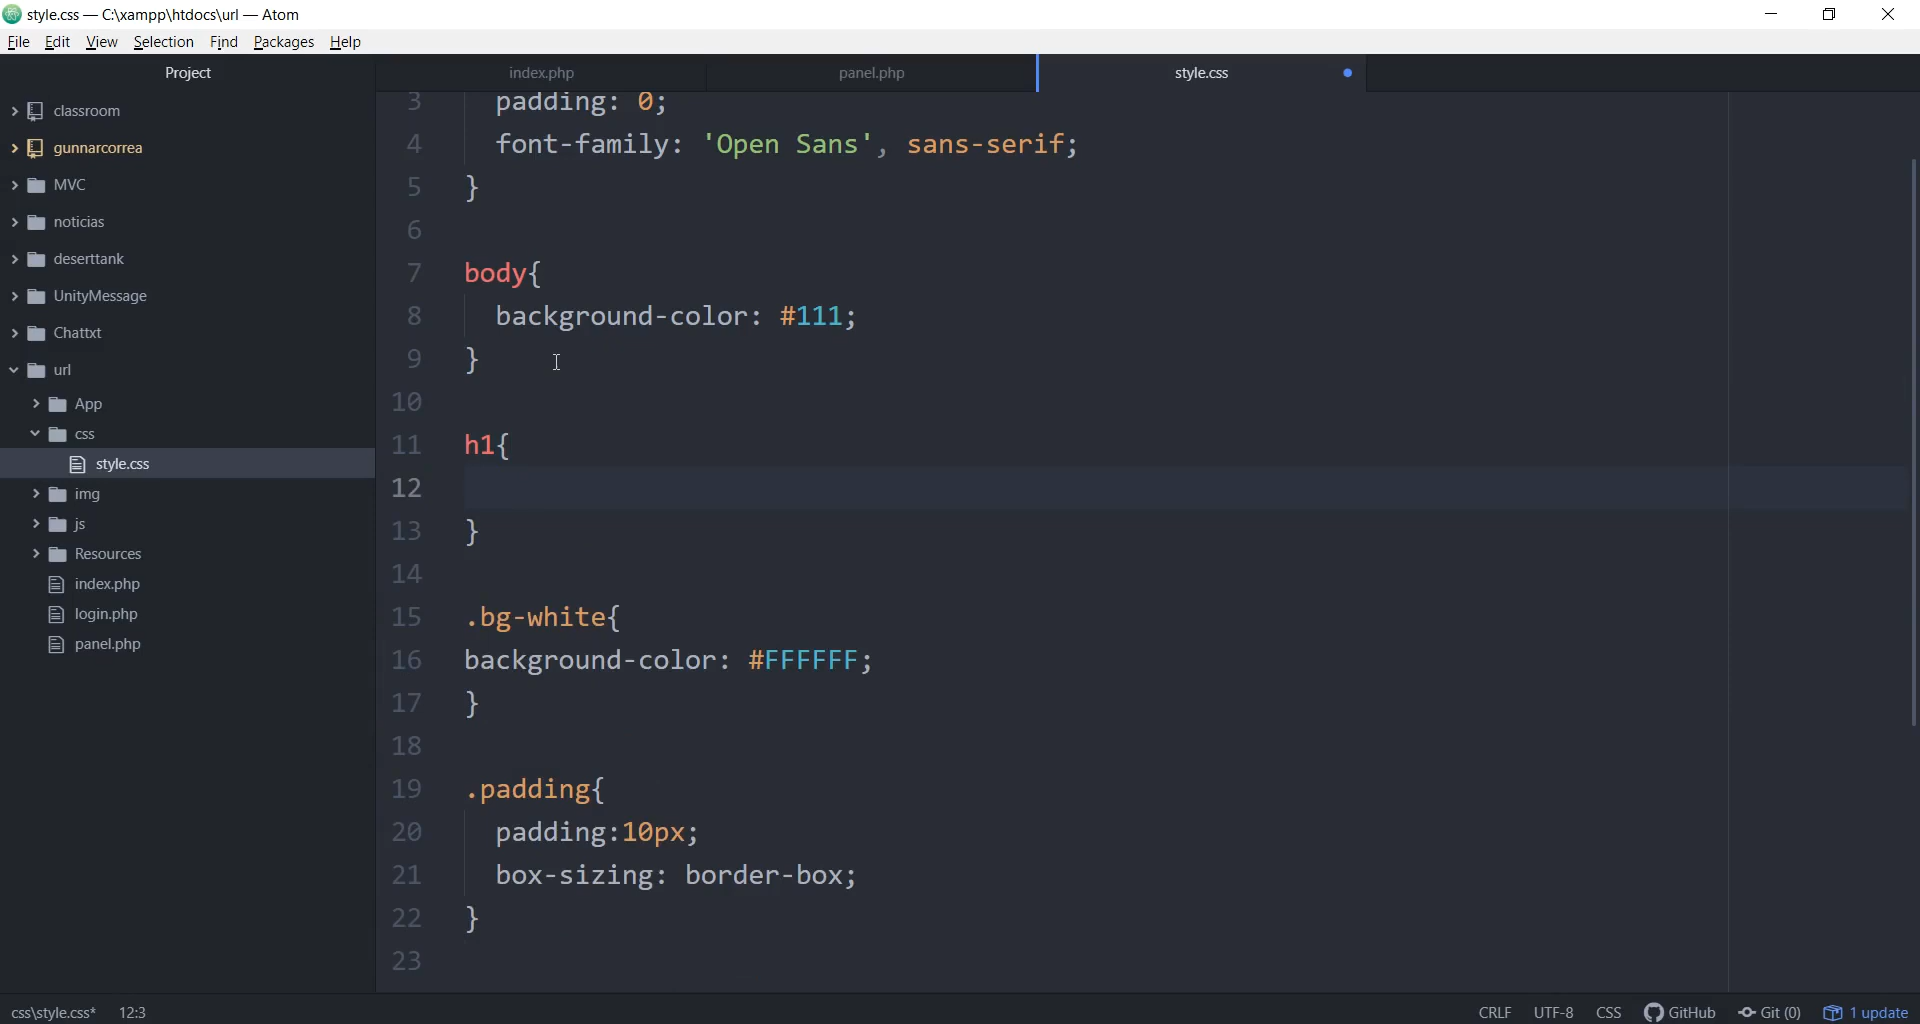 style.css — C:\xampp\htdocs\url — Atom
File Edit View Selection Find Packages Help
Project
index.php panel.php style.css
classroom
gunnarcorrea
MVC
noticias
deserttank
UnityMessage
Chattxt
url
App
css
style.css
img
js
Resources
index.php
login.php
panel.php
3 padding: 0;
4 font-family: 'Open Sans', sans-serif;
5 }
6
7 body{
8 background-color: #111;
9 }
10
11 h1{
12
13 }
14
15 .bg-white{
16 background-color: #FFFFFF;
17 }
18
19 .padding{
20 padding:10px;
21 box-sizing: border-box;
22 }
23
css\style.css* 12:3 CRLF UTF-8 CSS GitHub Git (0) 1 update